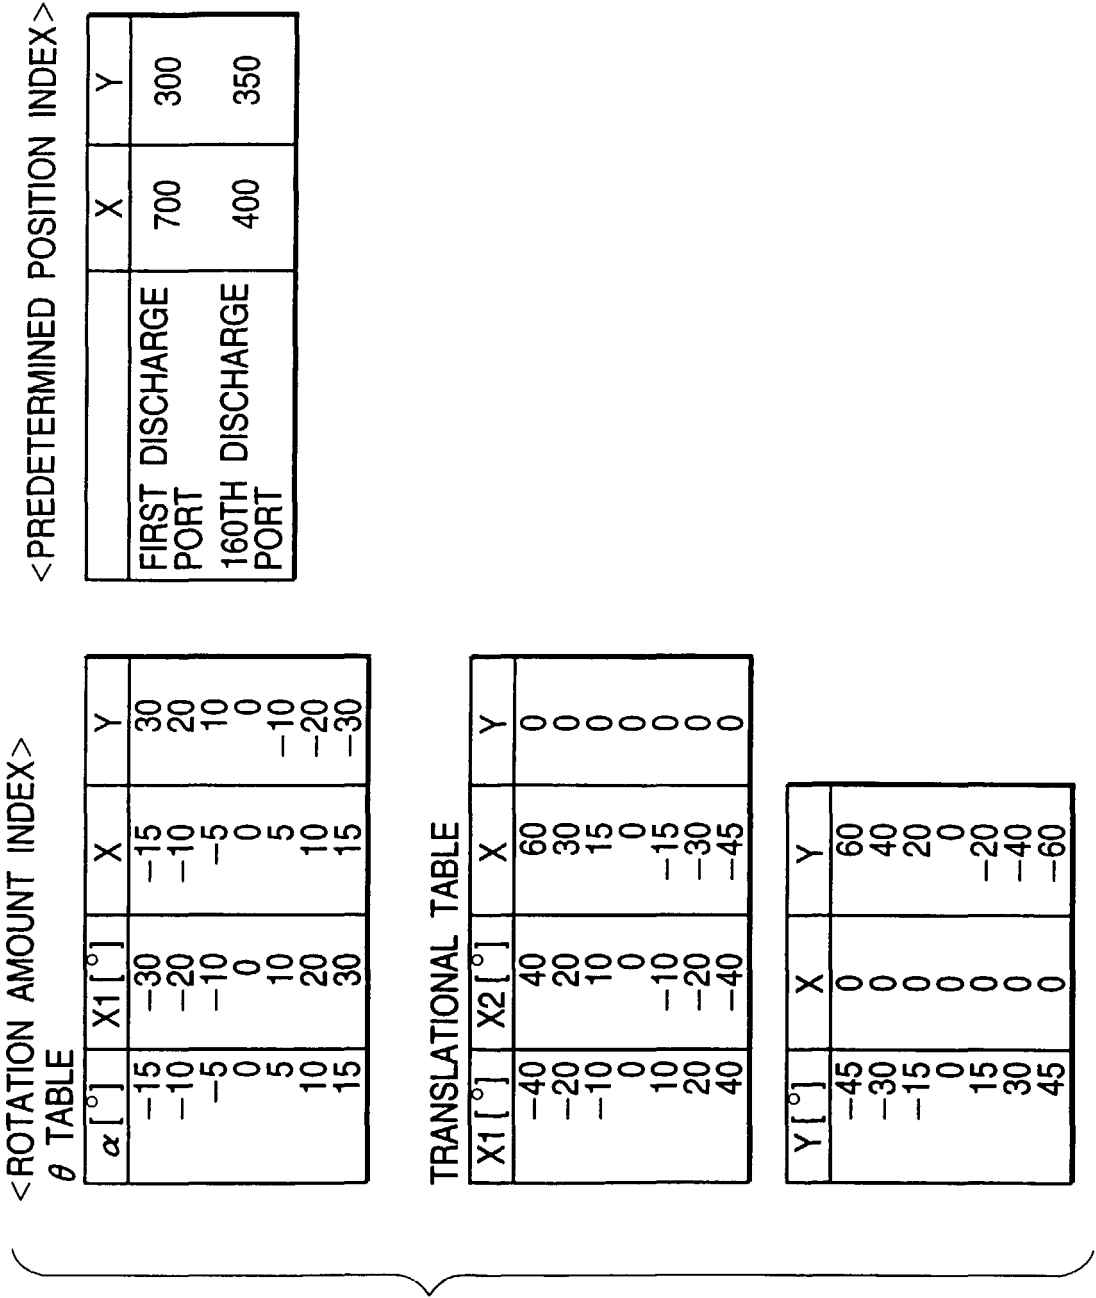 <ROTATION AMOUNT INDEX>
θ TABLE
α[°] X1[°] X Y
−15 −30 −15 30
−10 −20 −10 20
−5 −10 −5 10
0 0 0 0
5 10 5 −10
10 20 10 −20
15 30 15 −30
TRANSLATIONAL TABLE
X1[°] X2[°] X Y
−40 40 60 0
−20 20 30 0
−10 10 15 0
0 0 0 0
10 −10 −15 0
20 −20 −30 0
40 −40 −45 0
Y[°] X Y
−45 0 60
−30 0 40
−15 0 20
0 0 0
15 0 −20
30 0 −40
45 0 −60
<PREDETERMINED POSITION INDEX>
X Y
FIRST DISCHARGE
PORT 700 300
160TH DISCHARGE
PORT 400 350